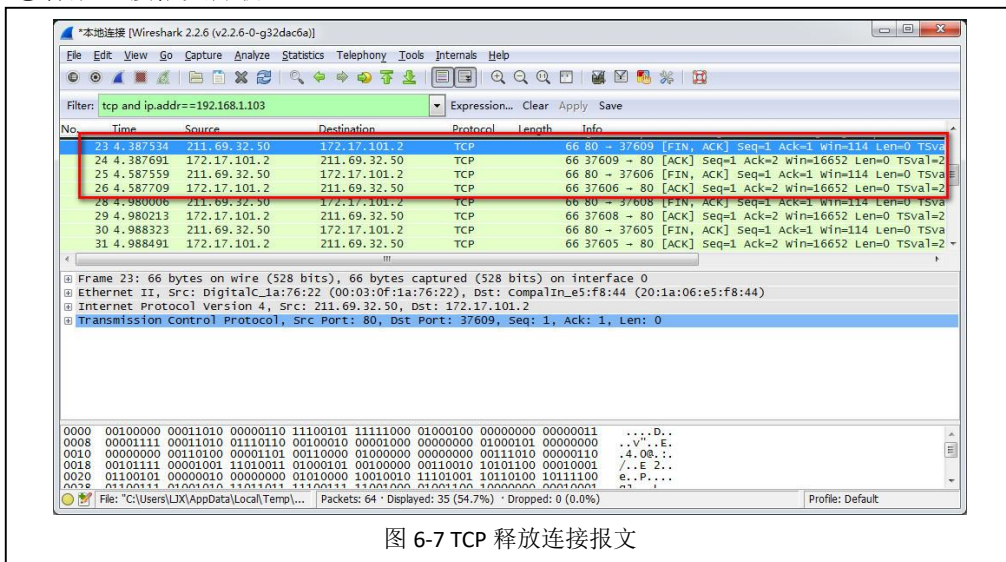 *本地连接 [Wireshark 2.2.6 (v2.2.6-0-g32dac6a)]
File Edit View Go Capture Analyze Statistics Telephony Tools Internals Help
Filter: tcp and ip.addr==192.168.1.103 Expression... Clear Apply Save
No. Time Source Destination Protocol Length Info
23 4.387534 211.69.32.50 172.17.101.2 TCP 66 80 → 37609 [FIN, ACK] Seq=1 Ack=1 Win=114 Len=0 TSva
24 4.387691 172.17.101.2 211.69.32.50 TCP 66 37609 → 80 [ACK] Seq=1 Ack=2 Win=16652 Len=0 TSval=2
25 4.587559 211.69.32.50 172.17.101.2 TCP 66 80 → 37606 [FIN, ACK] Seq=1 Ack=1 Win=114 Len=0 TSva
26 4.587709 172.17.101.2 211.69.32.50 TCP 66 37606 → 80 [ACK] Seq=1 Ack=2 Win=16652 Len=0 TSval=2
28 4.980006 211.69.32.50 172.17.101.2 TCP 66 80 → 37608 [FIN, ACK] Seq=1 Ack=1 Win=114 Len=0 TSva
29 4.980213 172.17.101.2 211.69.32.50 TCP 66 37608 → 80 [ACK] Seq=1 Ack=2 Win=16652 Len=0 TSval=2
30 4.988323 211.69.32.50 172.17.101.2 TCP 66 80 → 37605 [FIN, ACK] Seq=1 Ack=1 Win=114 Len=0 TSva
31 4.988491 172.17.101.2 211.69.32.50 TCP 66 37605 → 80 [ACK] Seq=1 Ack=2 Win=16652 Len=0 TSval=2
Frame 23: 66 bytes on wire (528 bits), 66 bytes captured (528 bits) on interface 0
Ethernet II, Src: DigitalC_1a:76:22 (00:03:0f:1a:76:22), Dst: CompalIn_e5:f8:44 (20:1a:06:e5:f8:44)
Internet Protocol Version 4, Src: 211.69.32.50, Dst: 172.17.101.2
Transmission Control Protocol, Src Port: 80, Dst Port: 37609, Seq: 1, Ack: 1, Len: 0
0000 00100000 00011010 00000110 11100101 11111000 01000100 00000000 00000011 ....D..
0008 00001111 00011010 01110110 00100010 00001000 00000000 01000101 00000000 ..v"..E.
0010 00000000 00110100 00001101 00110000 01000000 00000000 00111010 00000110 .4.0@.:.
0018 00101111 00001001 11010011 01000101 00100000 00110010 10101100 00010001 /..E 2..
0020 01100101 00000010 00000000 01010000 10010010 11101001 10110100 10111100 e..P....
File: "C:\Users\LJX\AppData\Local\Temp\... Packets: 64 · Displayed: 35 (54.7%) · Dropped: 0 (0.0%) Profile: Default
图 6-7 TCP 释放连接报文